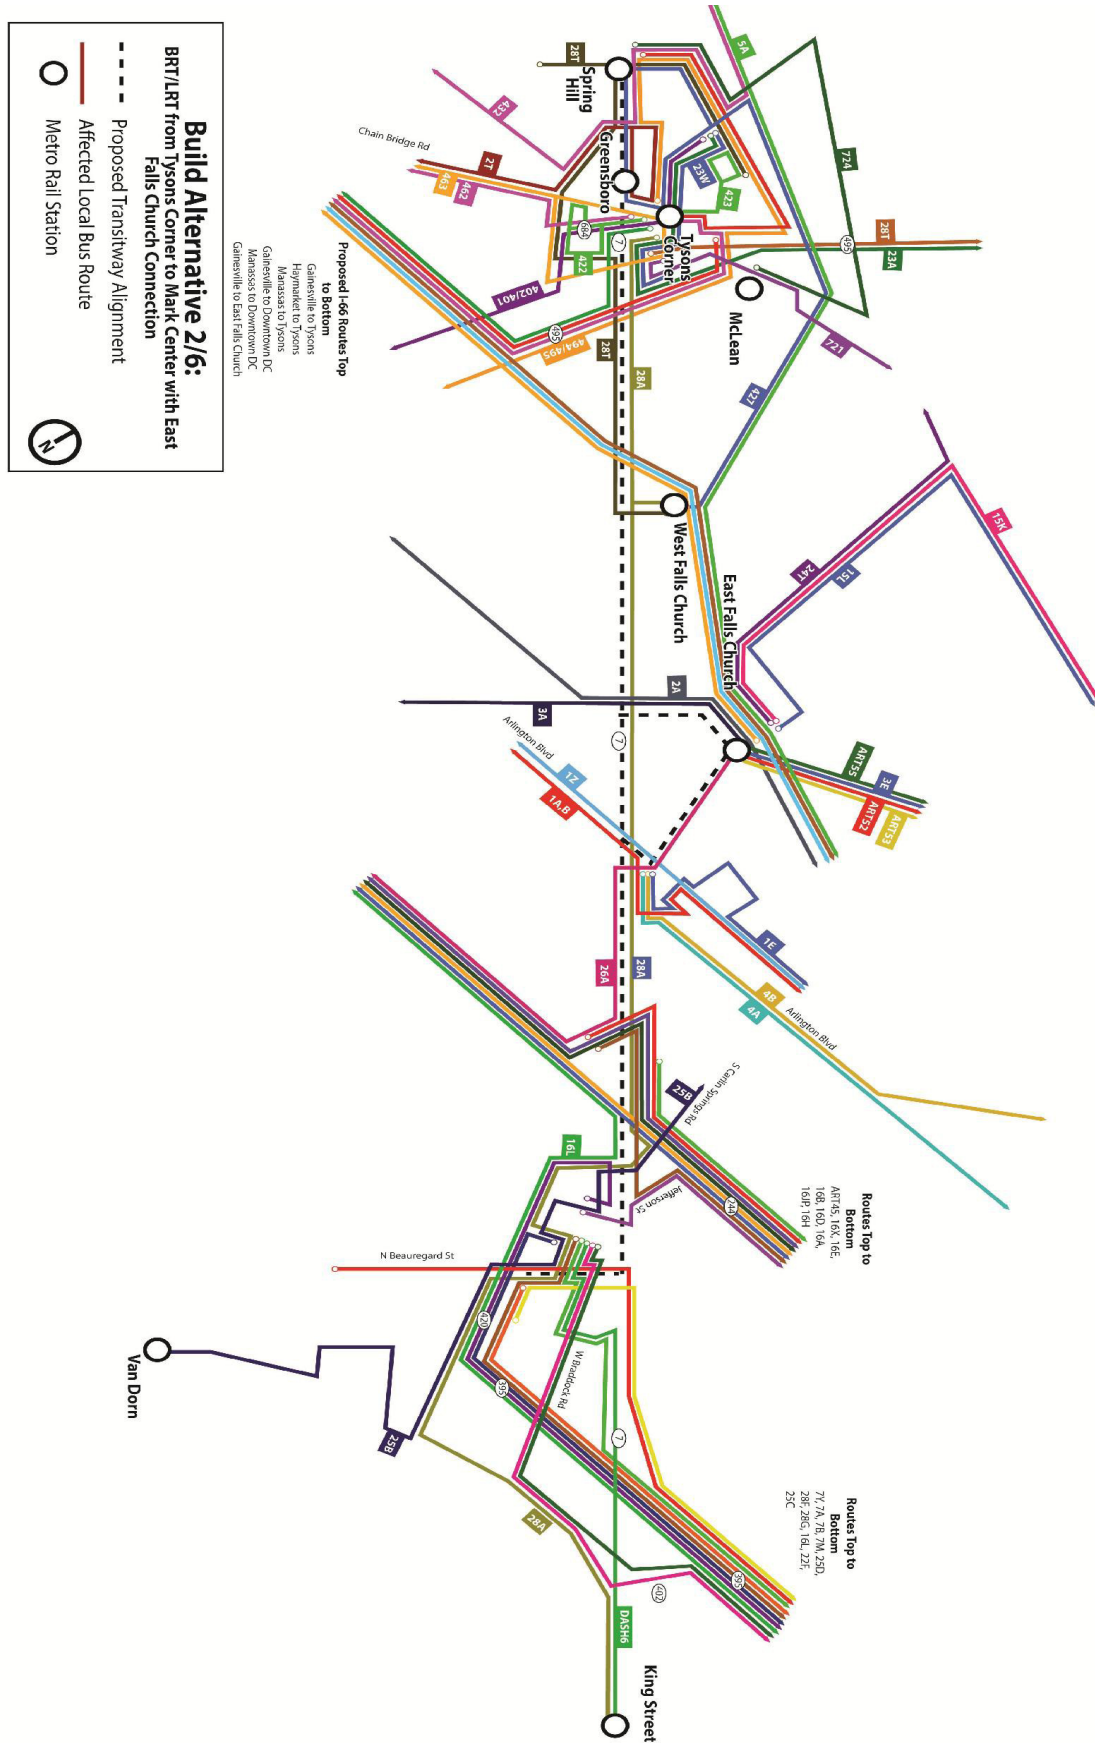 Build Alternative 2/6:
BRT/LRT from Tysons Corner to Mark Center with East
Falls Church Connection
Proposed Transitway Alignment
Affected Local Bus Route
Metro Rail Station
N
28T
Spring
Hill
432
Greensboro
Chain Bridge Rd
2T
463
462
5A
724
23W
423
Tysons
Corner
684
7
422
402/401
495
28T
23A
McLean
721
Proposed I-66 Routes Top
to Bottom
Gainesville to Tysons
Haymarket to Tysons
Manassas to Tysons
Gainesville to Downtown DC
Manassas to Downtown DC
Gainesville to East Falls Church
495
494/495
28T
28A
427
West Falls Church
East Falls Church
24T
15L
15K
2A
3A
7
Arlington Blvd
1Z
1A,B
ART55
3E
ART52
ART53
1E
4B
4A
Arlington Blvd
26A
28A
S Carlin Springs Rd
25B
16L
Jefferson St
244
Routes Top to
Bottom
ART45, 16X, 16E,
16B, 16D, 16A,
16JP, 16H
N Beauregard St
420
395
W Braddock Rd
7
Van Dorn
25B
28A
Routes Top to
Bottom
7Y, 7A, 7B, 7M, 25D,
28F, 28G, 16L, 22F,
25C
395
402
DASH6
King Street